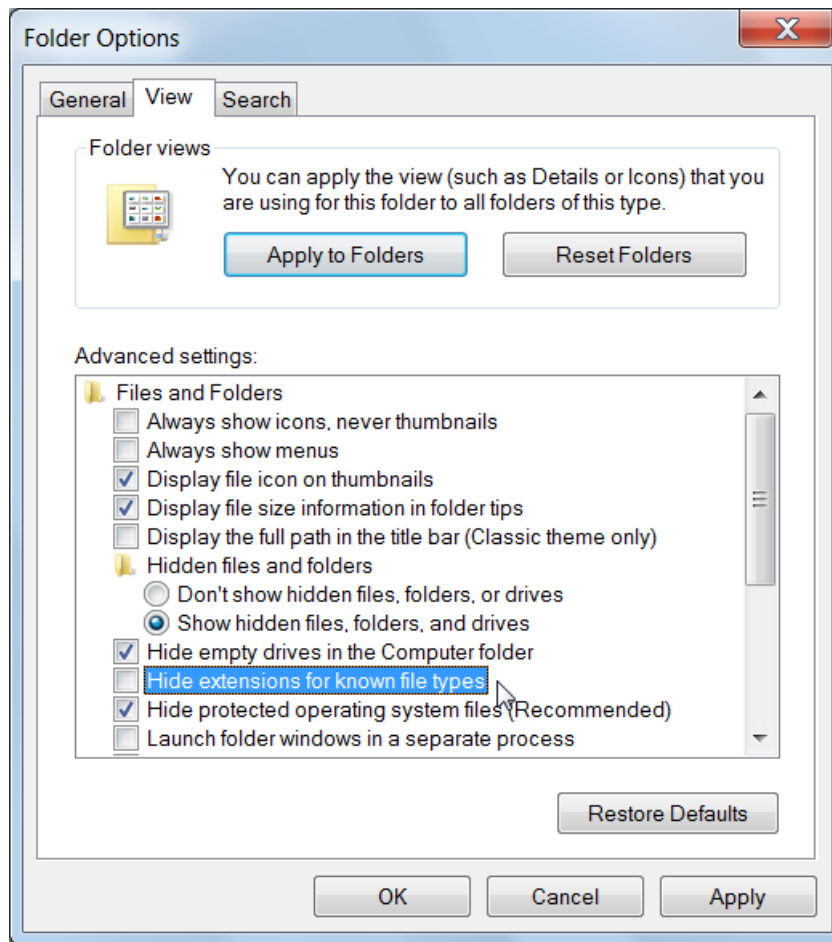 Folder Options
General View Search
Folder views
You can apply the view (such as Details or Icons) that you
are using for this folder to all folders of this type.
Apply to Folders Reset Folders
Advanced settings:
Files and Folders
Always show icons, never thumbnails
Always show menus
Display file icon on thumbnails
Display file size information in folder tips
Display the full path in the title bar (Classic theme only)
Hidden files and folders
Don't show hidden files, folders, or drives
Show hidden files, folders, and drives
Hide empty drives in the Computer folder
Hide extensions for known file types
Hide protected operating system files (Recommended)
Launch folder windows in a separate process
Restore Defaults
OK Cancel Apply